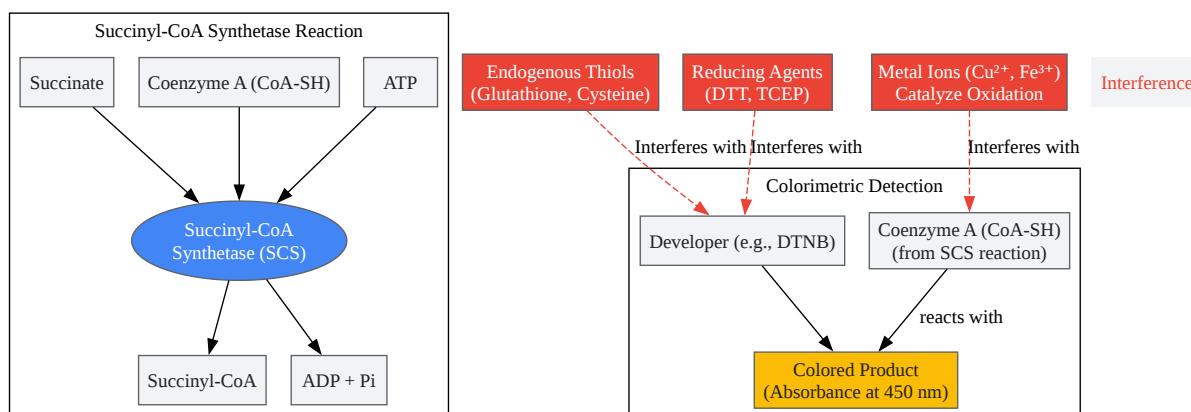 Succinyl-CoA Synthetase Reaction
Succinate
Coenzyme A (CoA-SH)
ATP
Succinyl-CoA
Synthetase (SCS)
Succinyl-CoA
ADP + Pi
Endogenous Thiols
(Glutathione, Cysteine)
Reducing Agents
(DTT, TCEP)
Metal Ions (Cu²⁺, Fe³⁺)
Catalyze Oxidation
Interference
Interferes with
Interferes with
Interferes with
Colorimetric Detection
Developer (e.g., DTNB)
Coenzyme A (CoA-SH)
(from SCS reaction)
reacts with
Colored Product
(Absorbance at 450 nm)